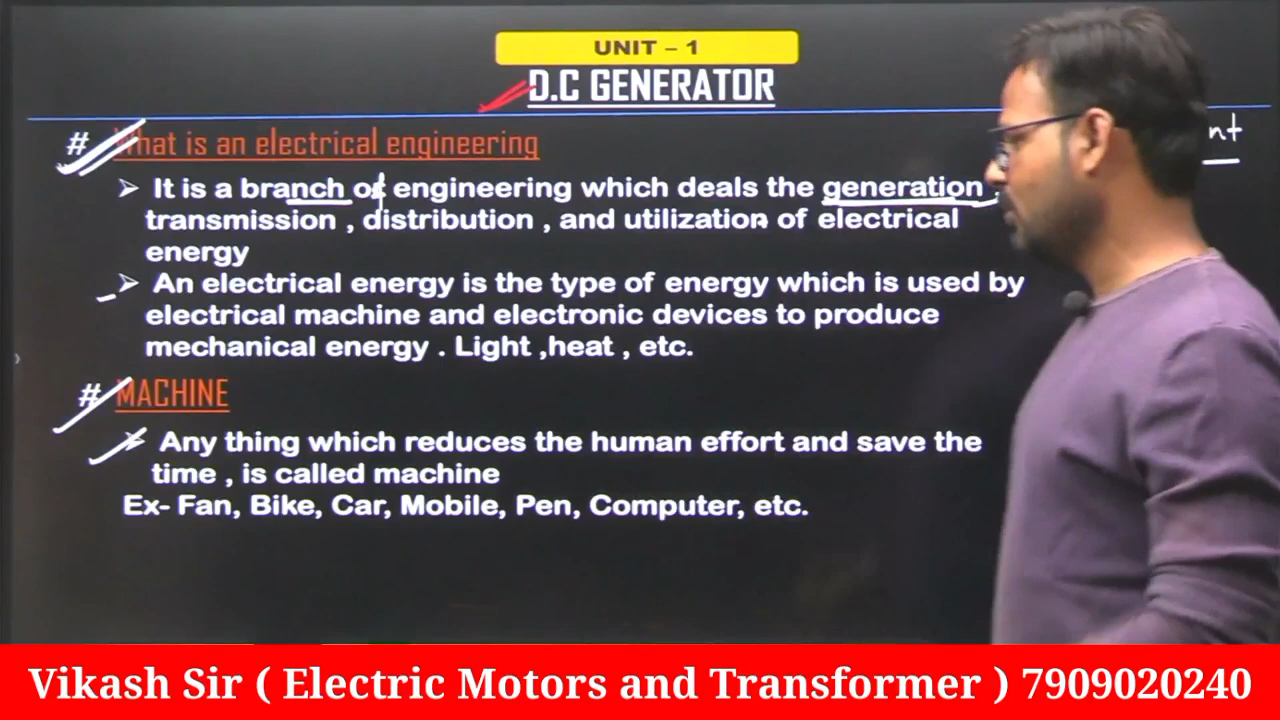 UNIT – 1
D.C GENERATOR
# What is an electrical engineering
➢ It is a branch of engineering which deals the generation
transmission , distribution , and utilization of electrical
energy
➢ An electrical energy is the type of energy which is used by
electrical machine and electronic devices to produce
mechanical energy . Light ,heat , etc.
# MACHINE
➢ Any thing which reduces the human effort and save the
time , is called machine
Ex- Fan, Bike, Car, Mobile, Pen, Computer, etc.
Vikash Sir ( Electric Motors and Transformer ) 7909020240